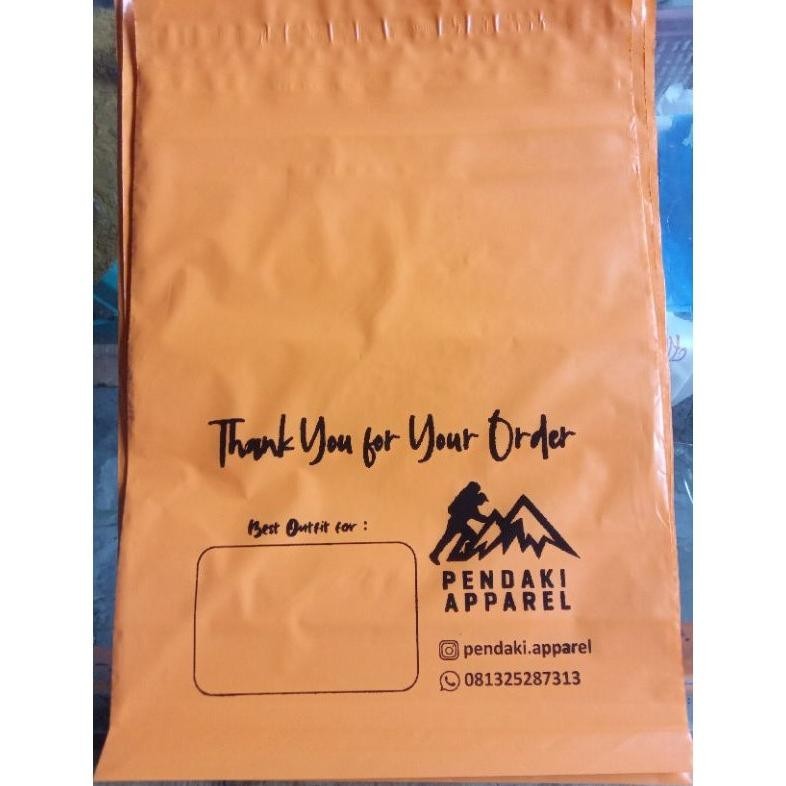 Thank You for Your Order
Best Outfit for :
PENDAKI
APPAREL
pendaki.apparel
081325287313